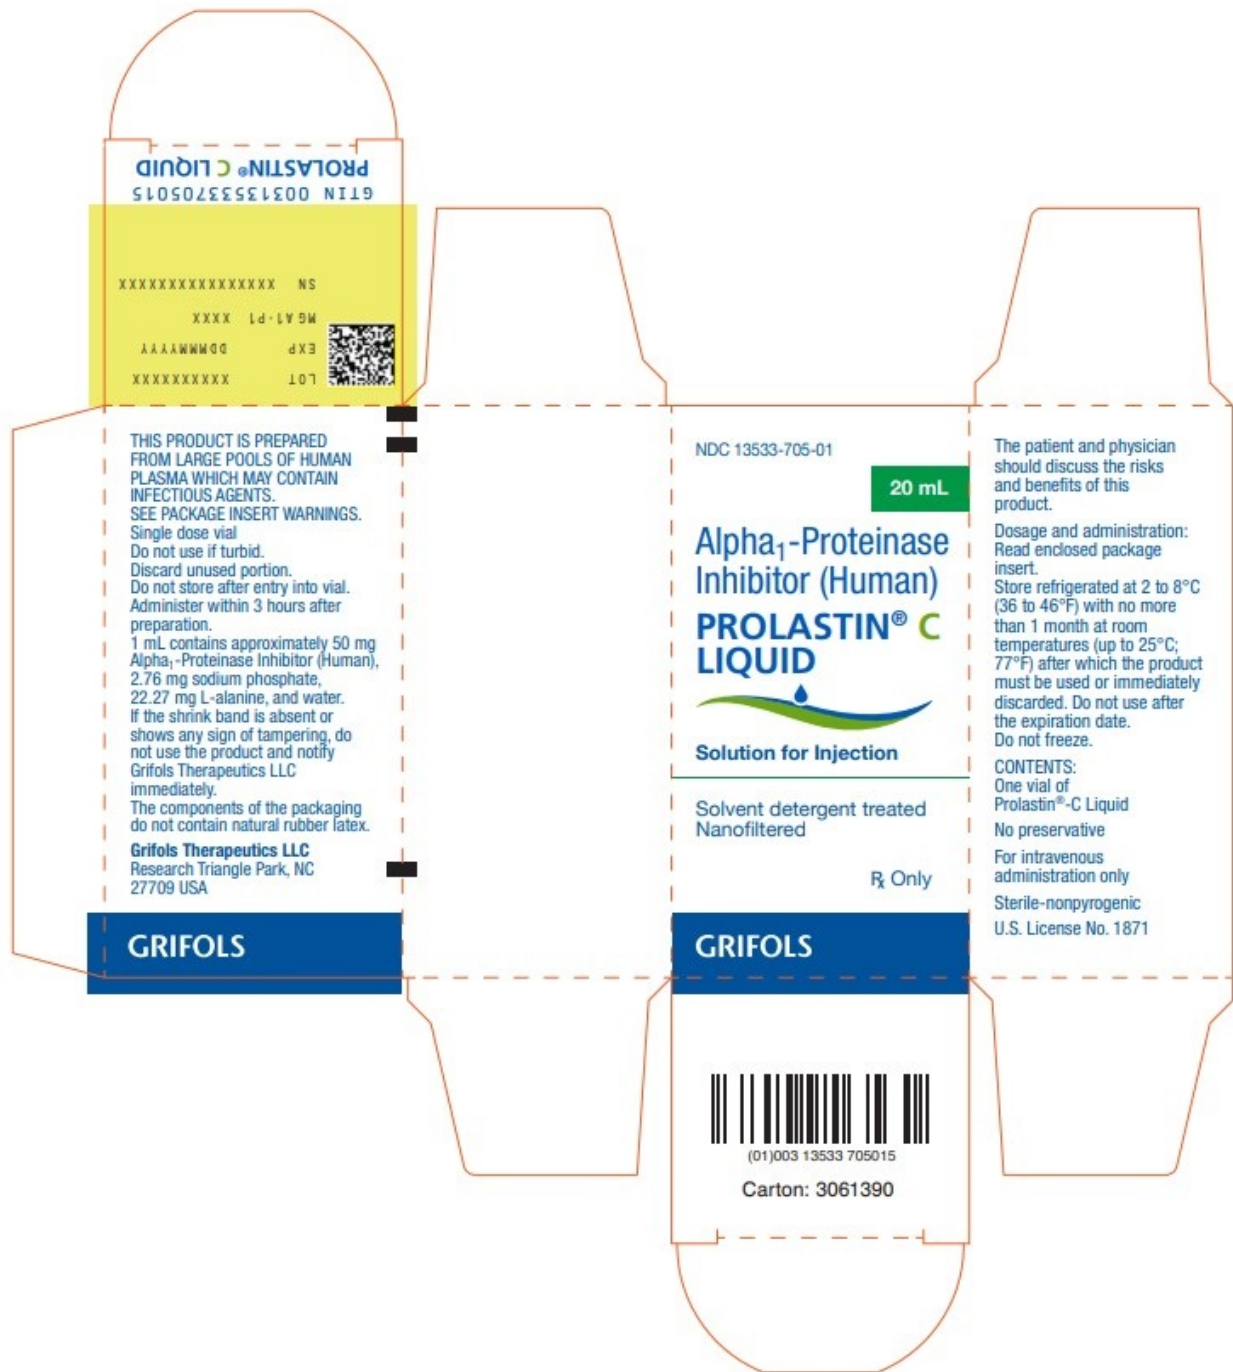 PROLASTIN® C LIQUID
GTIN 00313533705015
SN XXXXXXXXXXXXXXXX
MGA1-P1 XXXX
EXP DDMMMYYYY
LOT XXXXXXXXXX
THIS PRODUCT IS PREPARED
FROM LARGE POOLS OF HUMAN
PLASMA WHICH MAY CONTAIN
INFECTIOUS AGENTS.
SEE PACKAGE INSERT WARNINGS.
Single dose vial
Do not use if turbid.
Discard unused portion.
Do not store after entry into vial.
Administer within 3 hours after
preparation.
1 mL contains approximately 50 mg
Alpha₁-Proteinase Inhibitor (Human),
2.76 mg sodium phosphate,
22.27 mg L-alanine, and water.
If the shrink band is absent or
shows any sign of tampering, do
not use the product and notify
Grifols Therapeutics LLC
immediately.
The components of the packaging
do not contain natural rubber latex.
Grifols Therapeutics LLC
Research Triangle Park, NC
27709 USA
GRIFOLS
NDC 13533-705-01
20 mL
Alpha₁-Proteinase
Inhibitor (Human)
PROLASTIN® C
LIQUID
Solution for Injection
Solvent detergent treated
Nanofiltered
℞ Only
GRIFOLS
(01)003 13533 705015
Carton: 3061390
The patient and physician
should discuss the risks
and benefits of this
product.
Dosage and administration:
Read enclosed package
insert.
Store refrigerated at 2 to 8°C
(36 to 46°F) with no more
than 1 month at room
temperatures (up to 25°C;
77°F) after which the product
must be used or immediately
discarded. Do not use after
the expiration date.
Do not freeze.
CONTENTS:
One vial of
Prolastin®-C Liquid
No preservative
For intravenous
administration only
Sterile-nonpyrogenic
U.S. License No. 1871